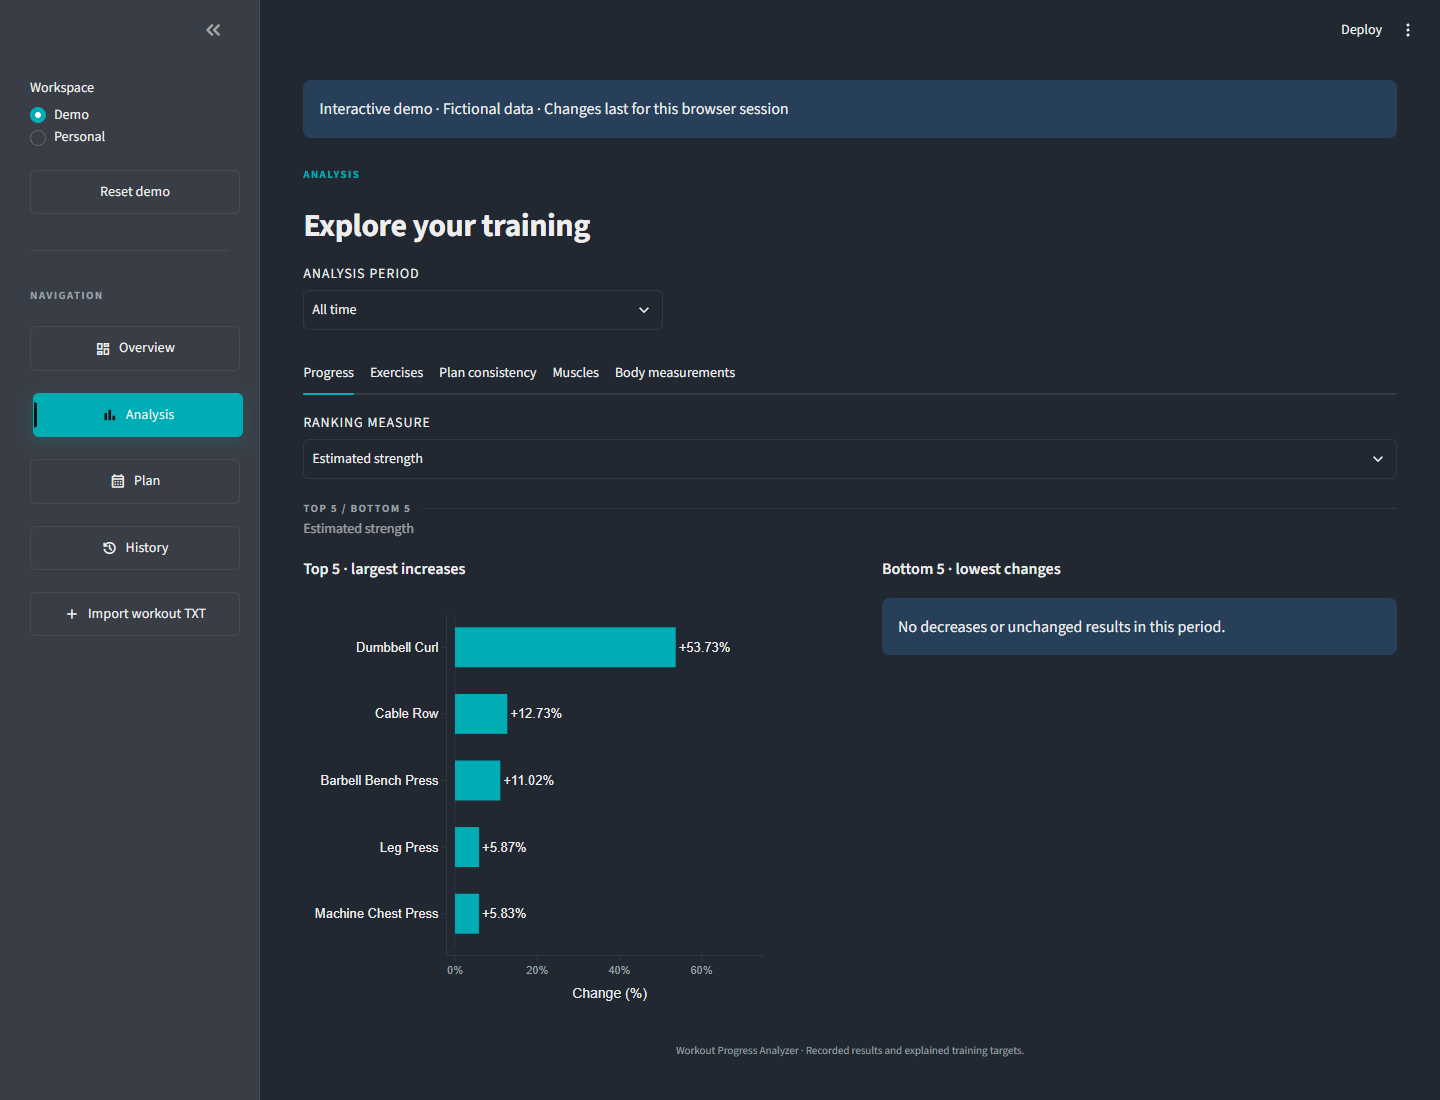 Deploy
Workspace
Demo
Personal
Reset demo
NAVIGATION
Overview
Analysis
Plan
History
Import workout TXT
Interactive demo · Fictional data · Changes last for this browser session
ANALYSIS
Explore your training
ANALYSIS PERIOD
All time
Progress Exercises Plan consistency Muscles Body measurements
RANKING MEASURE
Estimated strength
TOP 5 / BOTTOM 5
Estimated strength
Top 5 · largest increases
Dumbbell Curl +53.73%
Cable Row +12.73%
Barbell Bench Press +11.02%
Leg Press +5.87%
Machine Chest Press +5.83%
0% 20% 40% 60%
Change (%)
Bottom 5 · lowest changes
No decreases or unchanged results in this period.
Workout Progress Analyzer · Recorded results and explained training targets.